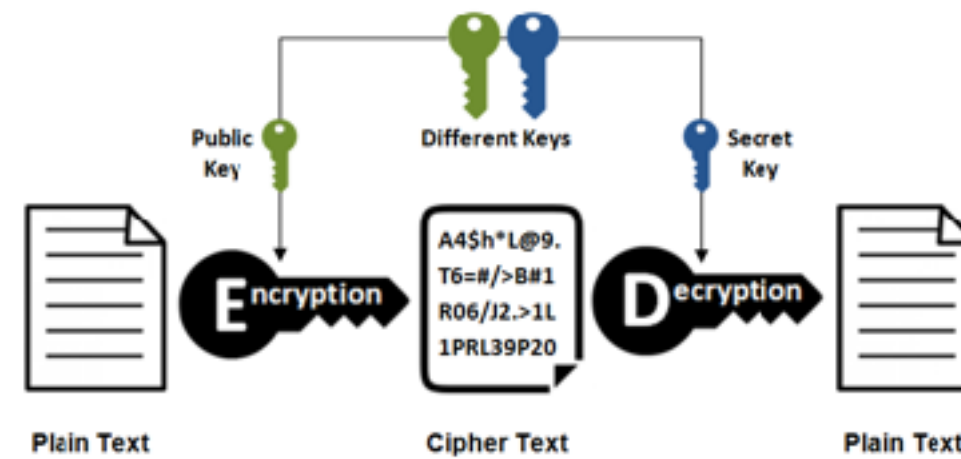 Public
Key
Different Keys
Secret
Key
Encryption
A4$h*L@9.
T6=#/>B#1
R06/J2.>1L
1PRL39P20
Decryption
Plain Text
Cipher Text
Plain Text